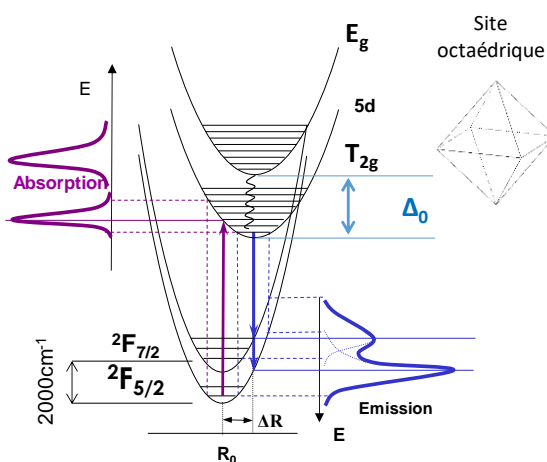 Site
octaédrique
E_g
E
5d
T_2g
Absorption
Δ_0
²F_7/2
²F_5/2
2000cm⁻¹
ΔR
Emission
E
R_0